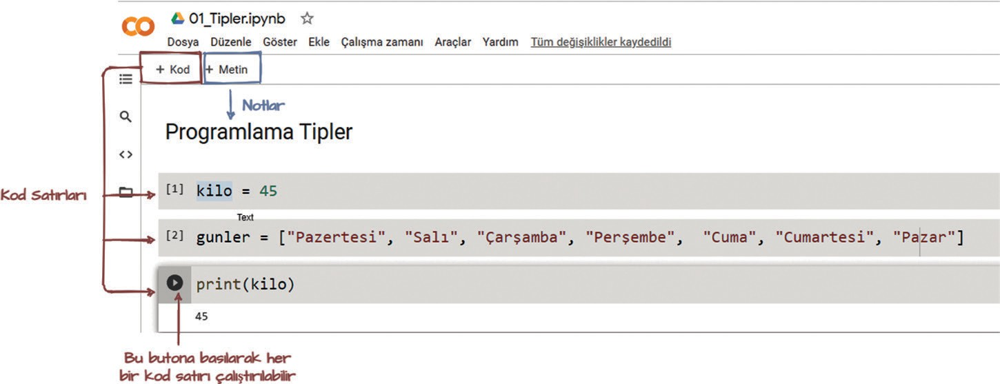 01_Tipler.ipynb
Dosya Düzenle Göster Ekle Çalışma zamanı Araçlar Yardım Tüm değişiklikler kaydedildi
+ Kod + Metin
Notlar
Programlama Tipler
Kod Satırları
[1] kilo = 45
Text
[2] gunler = ["Pazertesi", "Salı", "Çarşamba", "Perşembe", "Cuma", "Cumartesi", "Pazar"]
print(kilo)
45
Bu butona basılarak her
bir kod satırı çalıştırılabilir